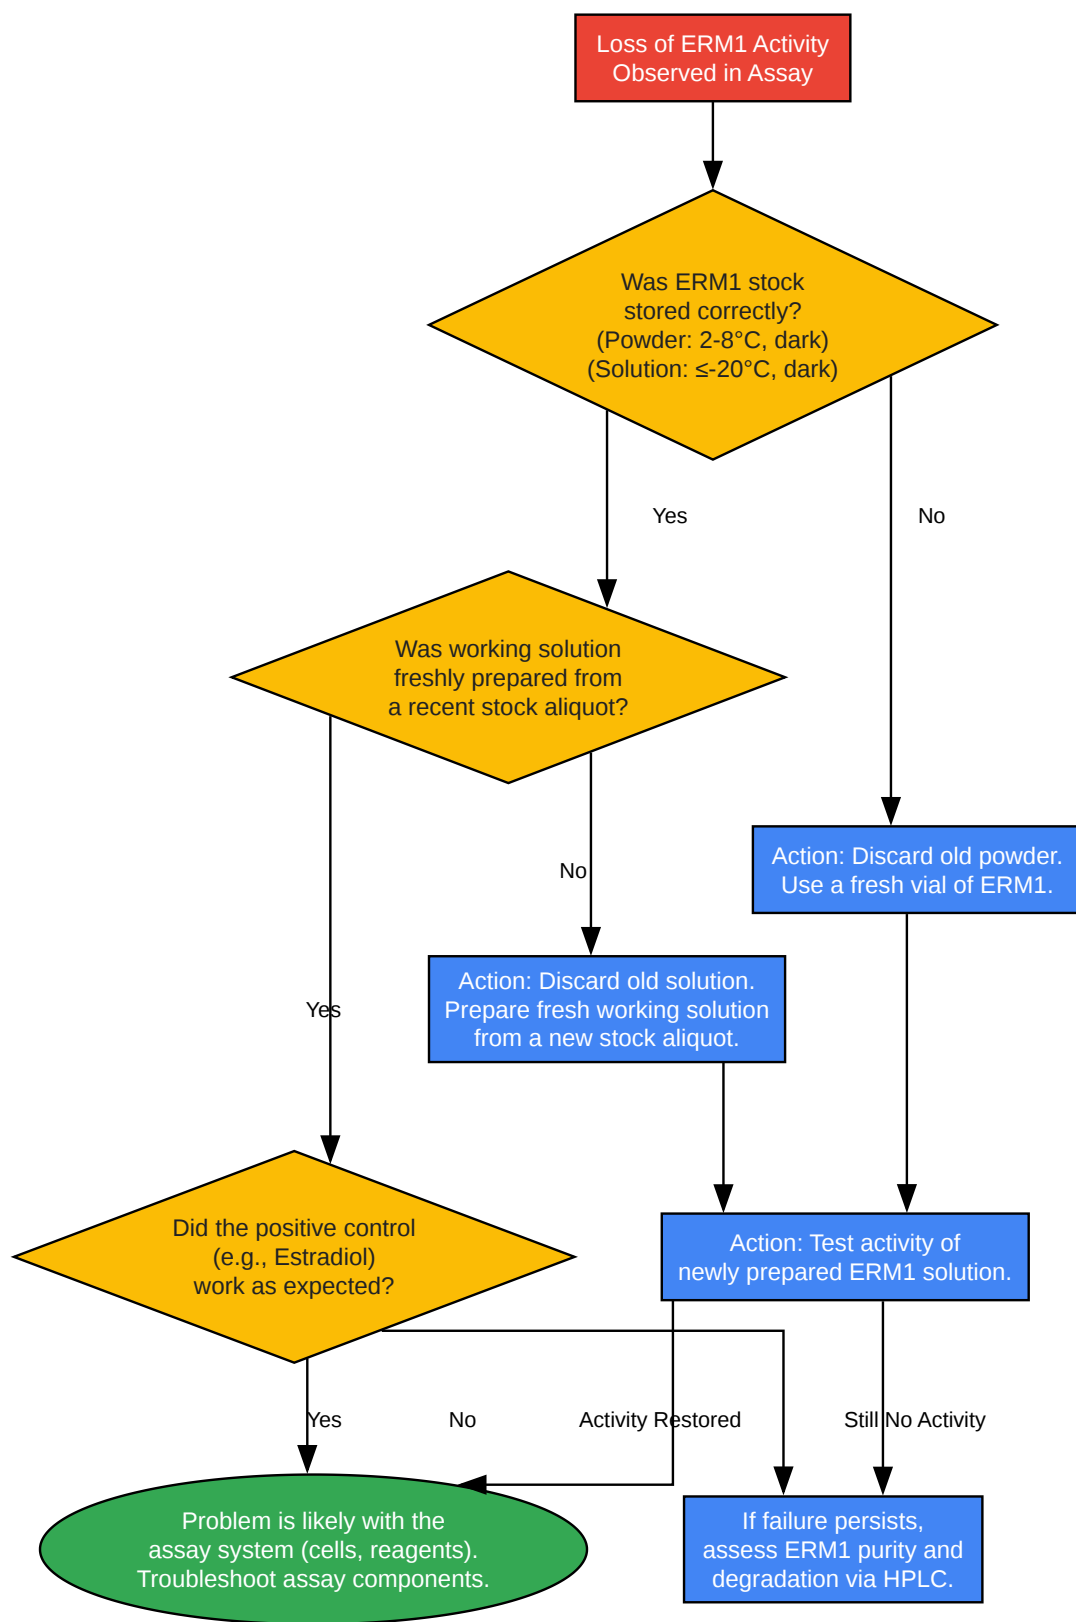 Loss of ERM1 Activity
Observed in Assay
Was ERM1 stock
stored correctly?
(Powder: 2-8°C, dark)
(Solution: ≤-20°C, dark)
Yes
No
Was working solution
freshly prepared from
a recent stock aliquot?
Action: Discard old powder.
Use a fresh vial of ERM1.
No
Action: Discard old solution.
Prepare fresh working solution
from a new stock aliquot.
Yes
Did the positive control
(e.g., Estradiol)
work as expected?
Action: Test activity of
newly prepared ERM1 solution.
Yes
No
Activity Restored
Still No Activity
Problem is likely with the
assay system (cells, reagents).
Troubleshoot assay components.
If failure persists,
assess ERM1 purity and
degradation via HPLC.